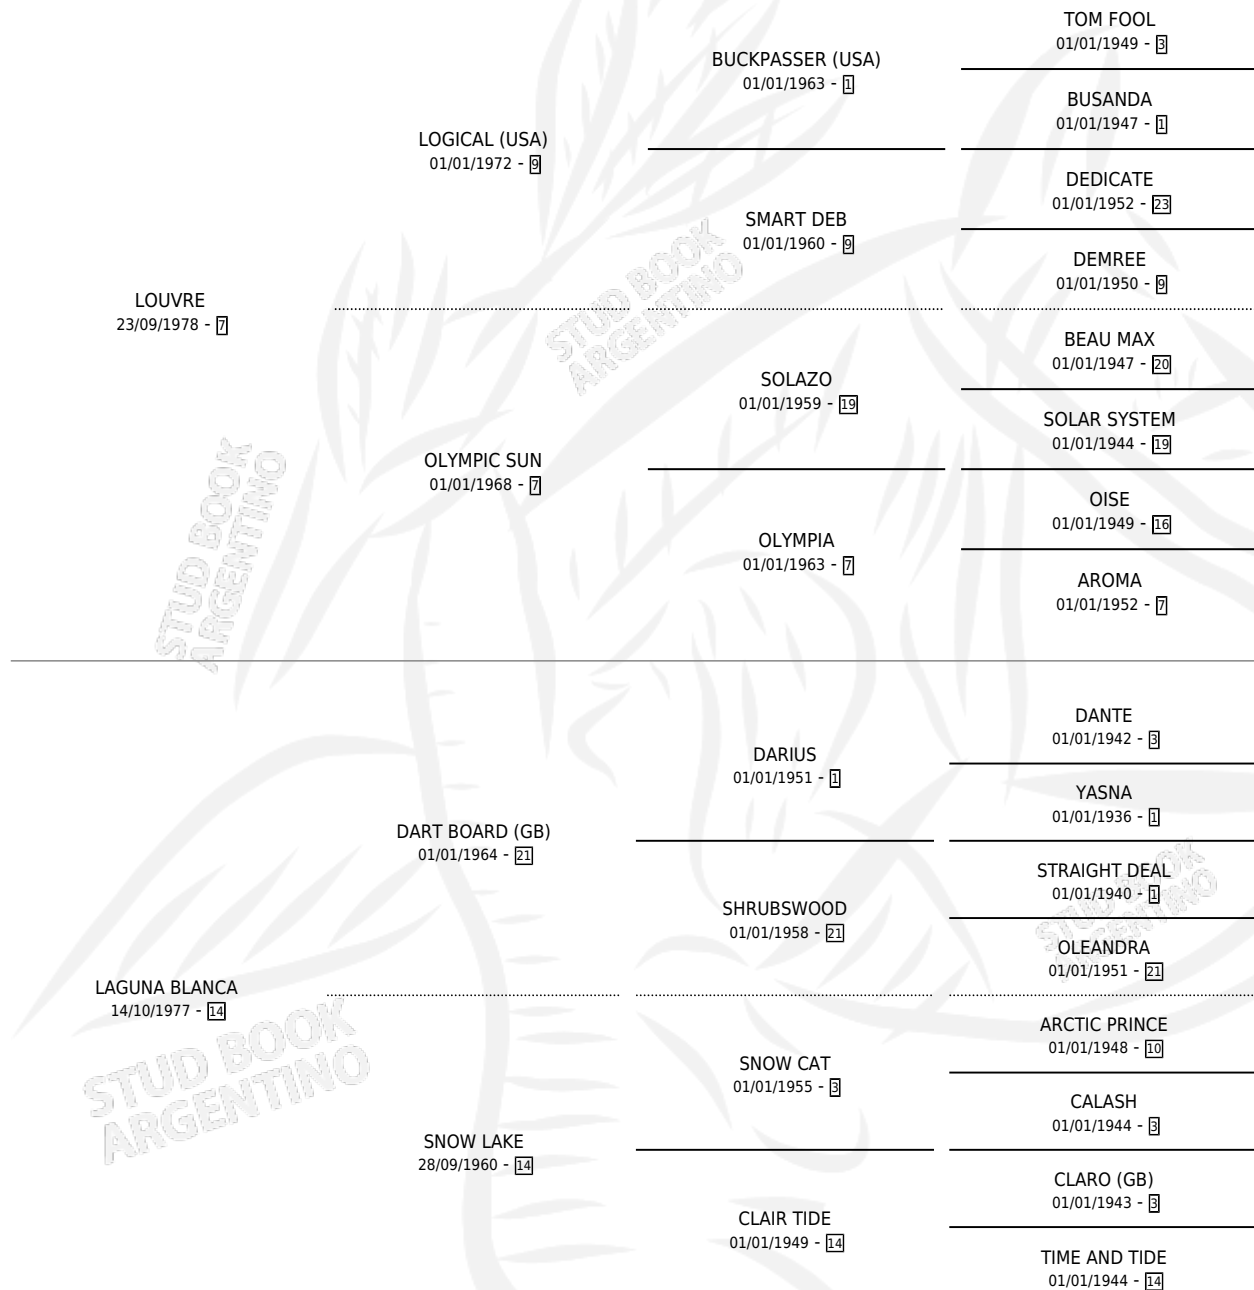 TOM FOOL
01/01/1949 - 3
BUCKPASSER (USA)
01/01/1963 - 1
BUSANDA
01/01/1947 - 1
LOGICAL (USA)
01/01/1972 - 9
DEDICATE
01/01/1952 - 23
SMART DEB
01/01/1960 - 9
DEMREE
01/01/1950 - 9
LOUVRE
23/09/1978 - 7
STUD BOOK
ARGENTINO
BEAU MAX
01/01/1947 - 20
SOLAZO
01/01/1959 - 19
SOLAR SYSTEM
01/01/1944 - 19
OLYMPIC SUN
01/01/1968 - 7
OISE
01/01/1949 - 16
OLYMPIA
01/01/1963 - 7
AROMA
01/01/1952 - 7
STUD BOOK
ARGENTINO
DANTE
01/01/1942 - 3
DARIUS
01/01/1951 - 1
YASNA
01/01/1936 - 1
DART BOARD (GB)
01/01/1964 - 21
STRAIGHT DEAL
01/01/1940 - 1
SHRUBSWOOD
01/01/1958 - 21
OLEANDRA
01/01/1951 - 21
STUD BOOK
ARGENTINO
LAGUNA BLANCA
14/10/1977 - 14
STUD BOOK
ARGENTINO
ARCTIC PRINCE
01/01/1948 - 10
SNOW CAT
01/01/1955 - 3
CALASH
01/01/1944 - 3
SNOW LAKE
28/09/1960 - 14
CLARO (GB)
01/01/1943 - 3
CLAIR TIDE
01/01/1949 - 14
TIME AND TIDE
01/01/1944 - 14